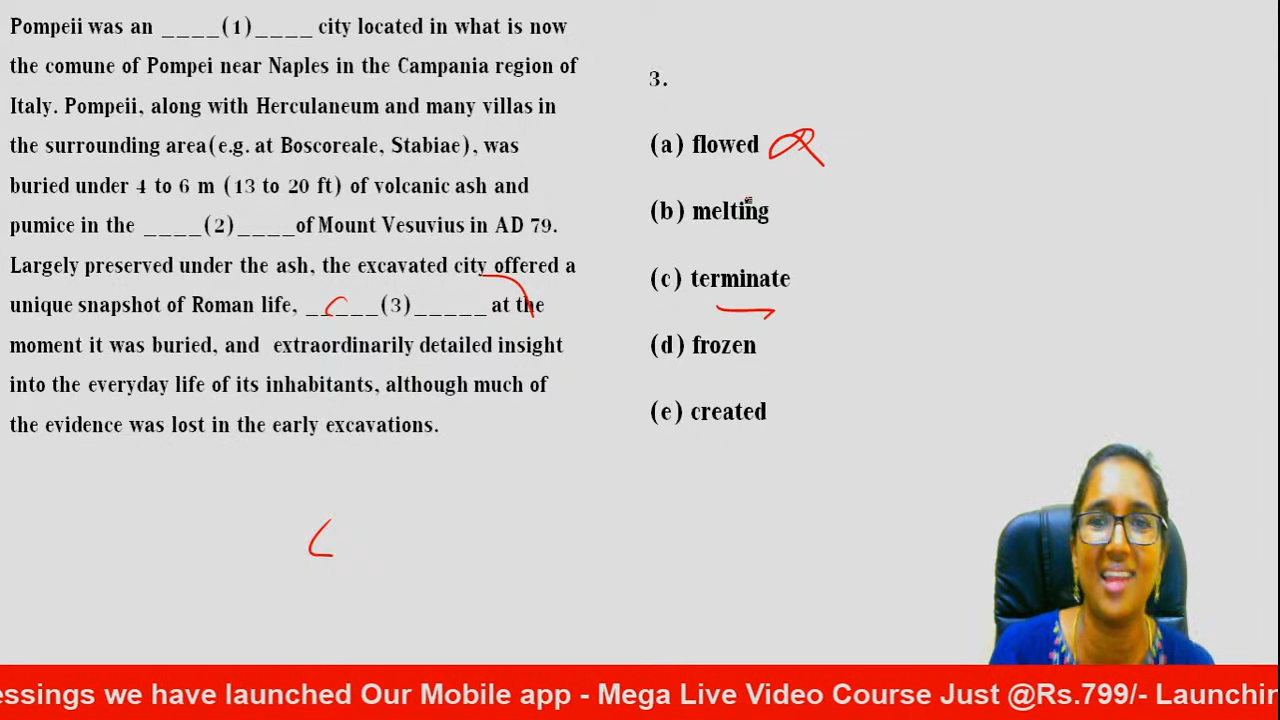 Pompeii was an ____(1)____ city located in what is now
the comune of Pompei near Naples in the Campania region of
Italy. Pompeii, along with Herculaneum and many villas in
the surrounding area(e.g. at Boscoreale, Stabiae), was
buried under 4 to 6 m (13 to 20 ft) of volcanic ash and
pumice in the ____(2)____of Mount Vesuvius in AD 79.
Largely preserved under the ash, the excavated city offered a
unique snapshot of Roman life, _____(3)_____ at the
moment it was buried, and extraordinarily detailed insight
into the everyday life of its inhabitants, although much of
the evidence was lost in the early excavations.
3.
(a) flowed
(b) melting
(c) terminate
(d) frozen
(e) created
essings we have launched Our Mobile app - Mega Live Video Course Just @Rs.799/- Launchin